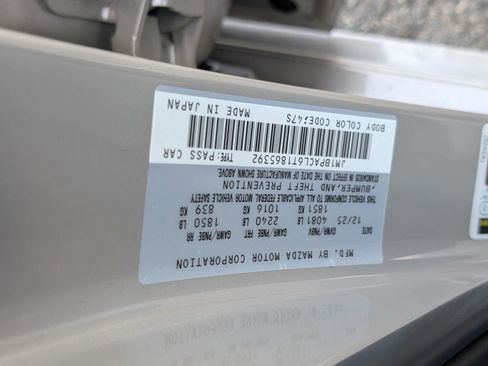 MFD. BY MAZDA MOTOR CORPORATION
DATE GVWR/PNBV GAWR/PNBE FR GAWR/PNBE RR
12/25 4081 LB 2240 LB 1850 LB
1851 KG 1016 KG 839 KG
THIS VEHICLE CONFORMS TO ALL APPLICABLE FEDERAL MOTOR VEHICLE SAFETY
, BUMPER, AND THEFT PREVENTION
STANDARDS IN EFFECT ON THE DATE OF MANUFACTURE SHOWN ABOVE.
JM1BPACL6T1865392 TYPE: PASS CAR
BODY COLOR CODE:47S MADE IN JAPAN